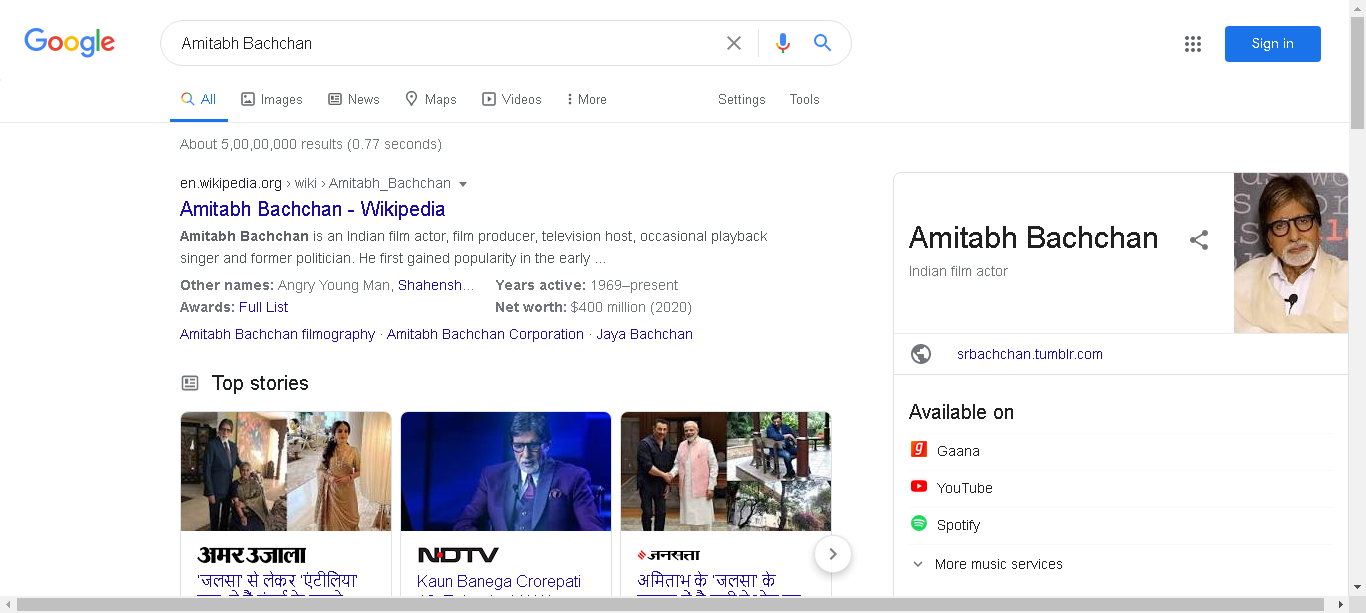 Google
Amitabh Bachchan
Sign in
All
Images
News
Maps
Videos
More
Settings
Tools
About 5,00,00,000 results (0.77 seconds)
en.wikipedia.org › wiki › Amitabh_Bachchan
Amitabh Bachchan - Wikipedia
Amitabh Bachchan is an Indian film actor, film producer, television host, occasional playback
singer and former politician. He first gained popularity in the early ...
Other names: Angry Young Man, Shahensh...
Years active: 1969–present
Awards: Full List
Net worth: $400 million (2020)
Amitabh Bachchan filmography · Amitabh Bachchan Corporation · Jaya Bachchan
Top stories
अमर उजाला
'जलसा' से लेकर 'एंटीलिया'
NDTV
Kaun Banega Crorepati
जनसत्ता
अमिताभ के 'जलसा' के
Amitabh Bachchan
Indian film actor
srbachchan.tumblr.com
Available on
Gaana
YouTube
Spotify
More music services